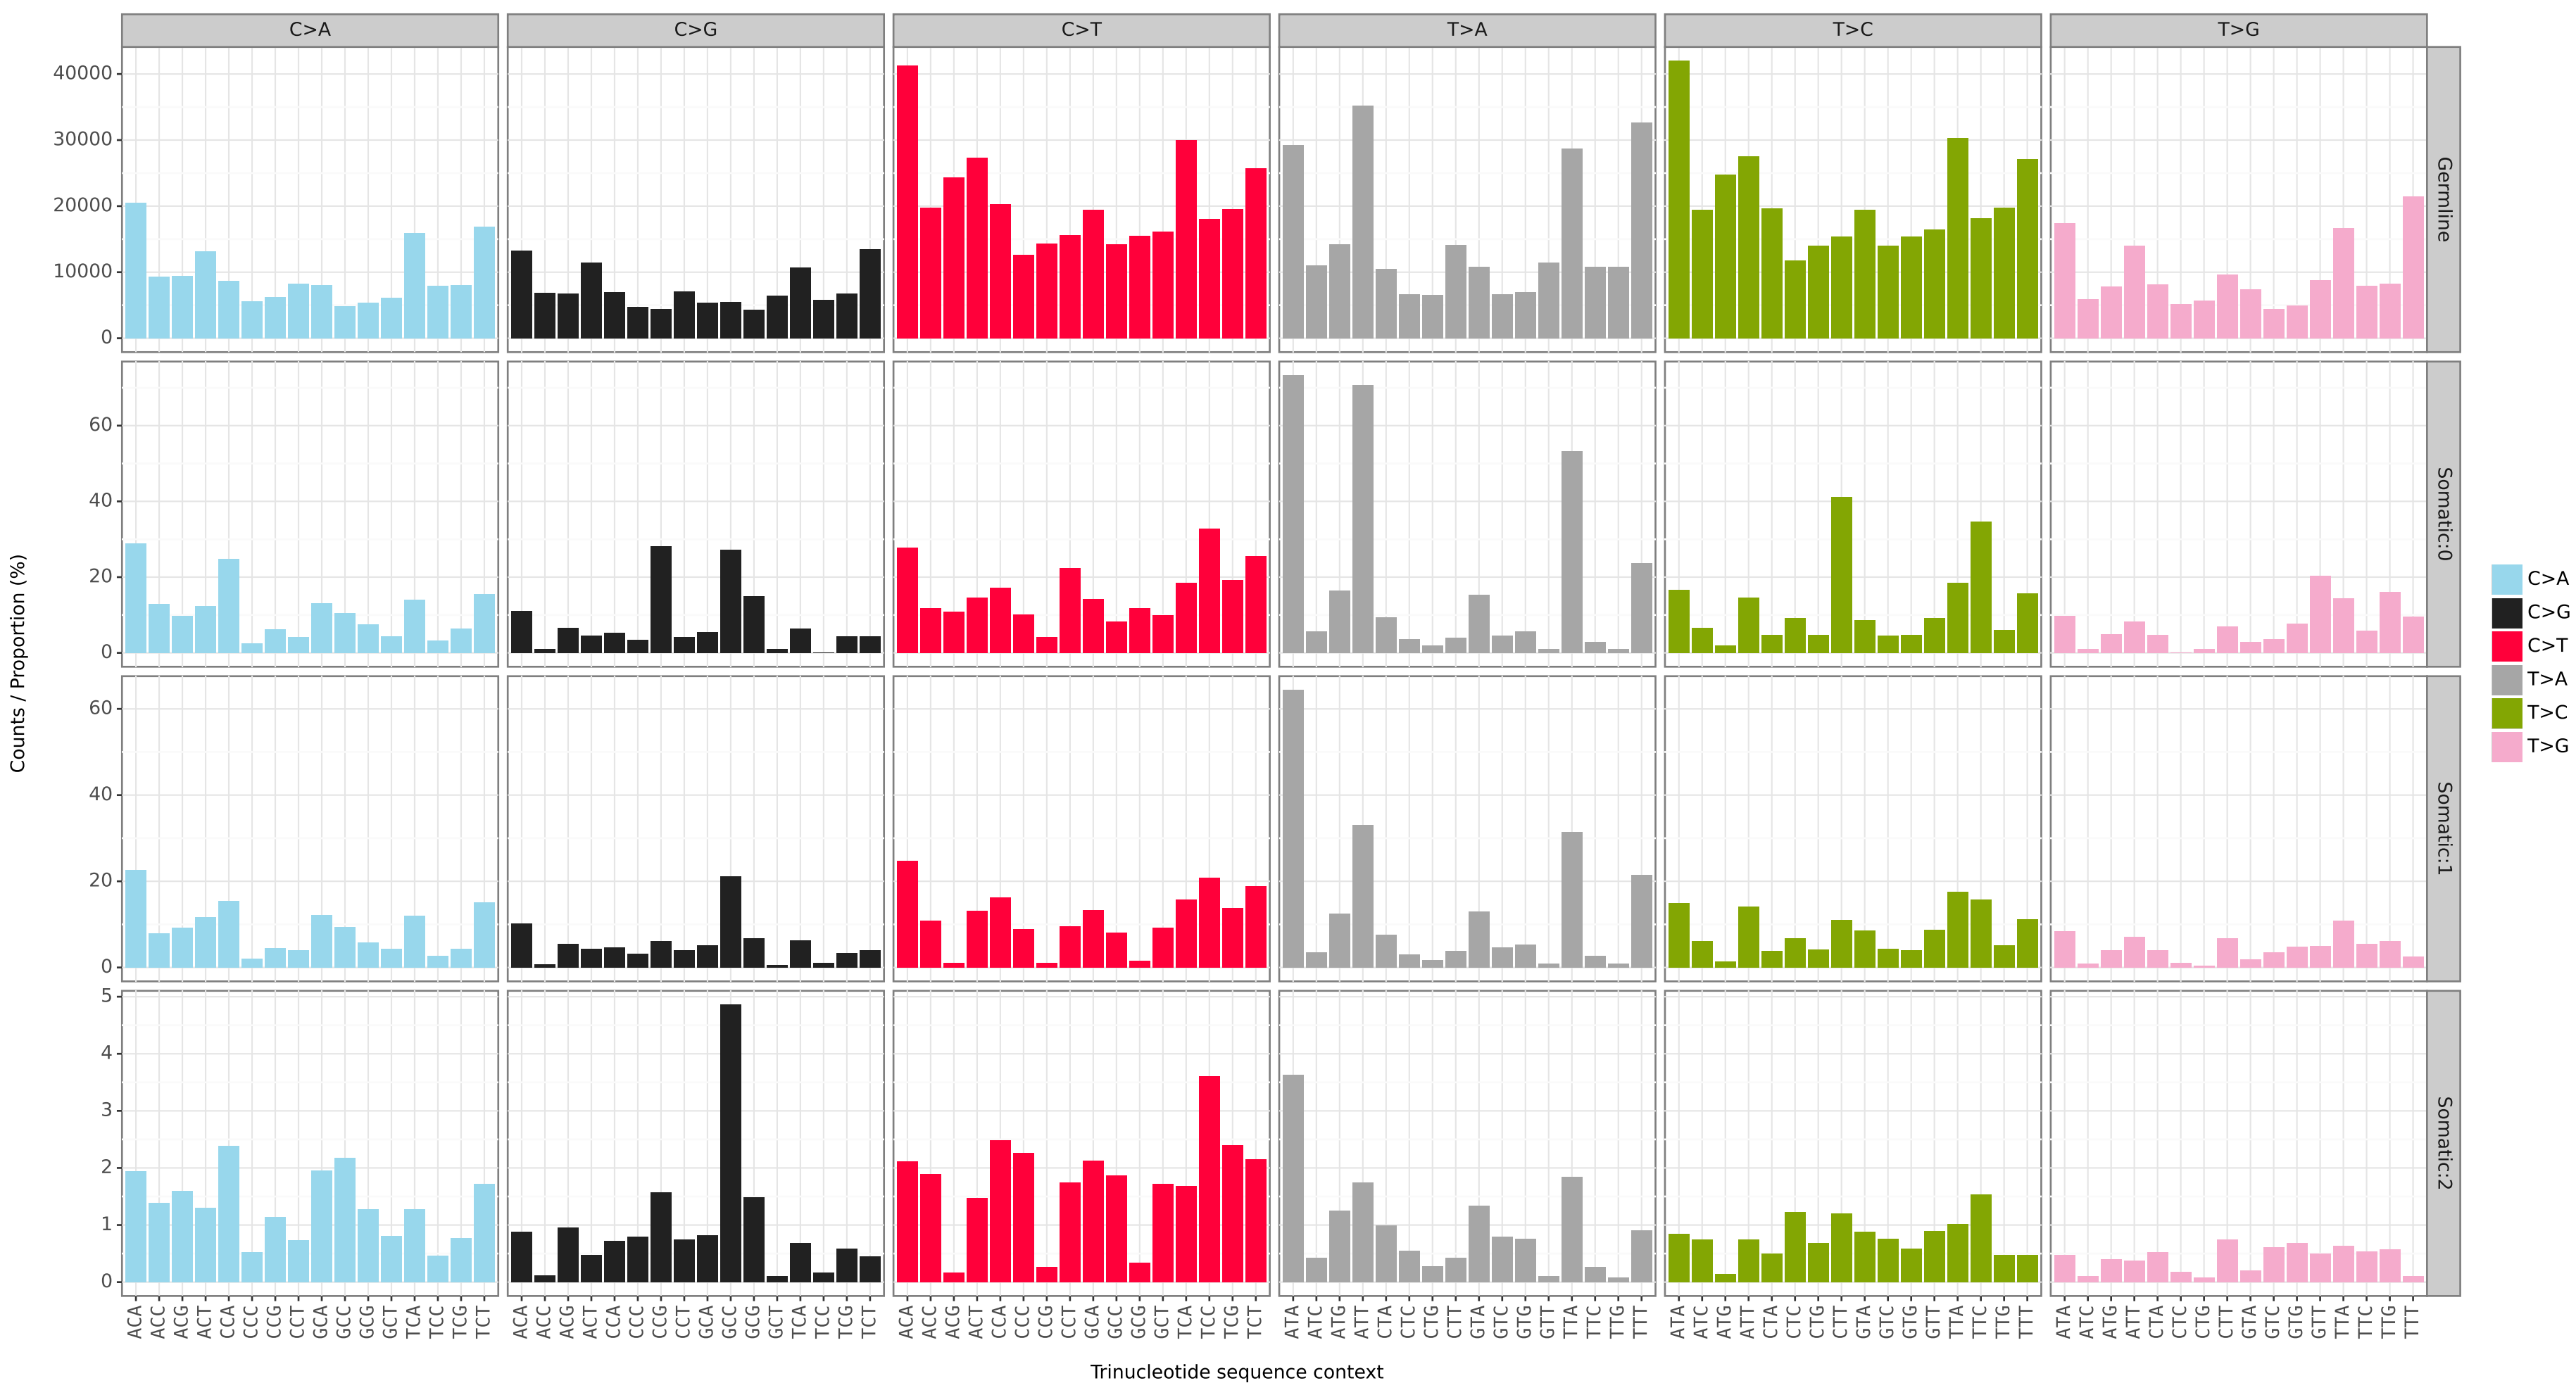 C>A C>G C>T T>A T>C T>G
40000
30000
20000
10000
0
Germline
60
40
20
0
Somatic:0
60
40
20
0
Somatic:1
5
4
3
2
1
0
Somatic:2
ACA ACC ACG ACT CCA CCC CCG CCT GCA GCC GCG GCT TCA TCC TCG TCT
ACA ACC ACG ACT CCA CCC CCG CCT GCA GCC GCG GCT TCA TCC TCG TCT
ACA ACC ACG ACT CCA CCC CCG CCT GCA GCC GCG GCT TCA TCC TCG TCT
ATA ATC ATG ATT CTA CTC CTG CTT GTA GTC GTG GTT TTA TTC TTG TTT
ATA ATC ATG ATT CTA CTC CTG CTT GTA GTC GTG GTT TTA TTC TTG TTT
ATA ATC ATG ATT CTA CTC CTG CTT GTA GTC GTG GTT TTA TTC TTG TTT
Trinucleotide sequence context
Counts / Proportion (%)
C>A
C>G
C>T
T>A
T>C
T>G